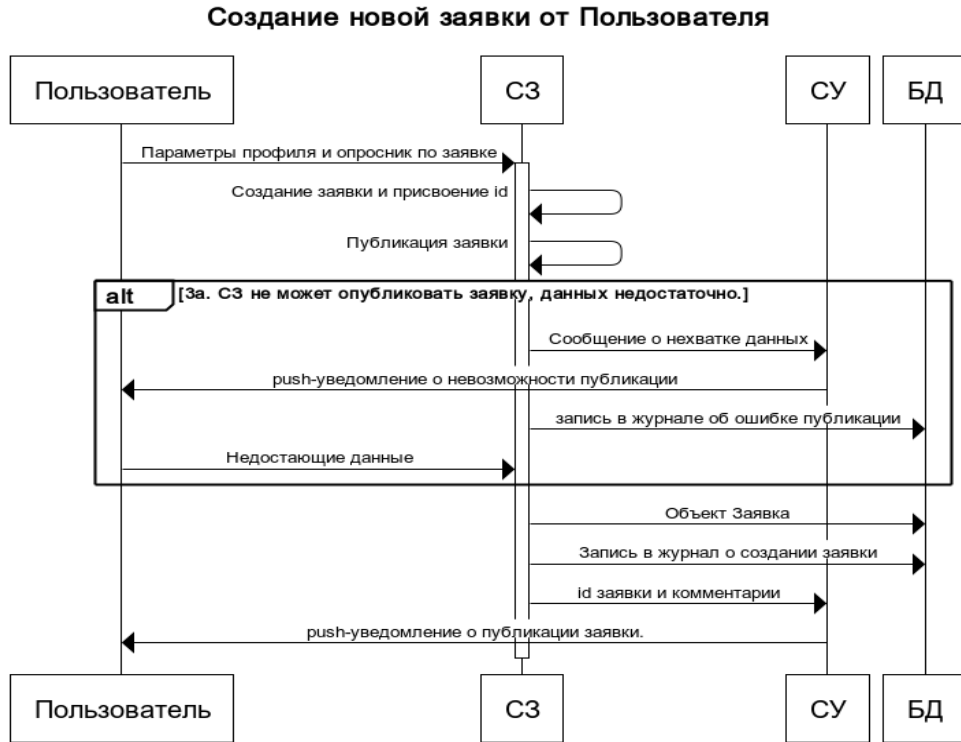 Создание новой заявки от Пользователя
Пользователь
СЗ
СУ
БД
Параметры профиля и опросник по заявке
Создание заявки и присвоение id
Публикация заявки
alt
[3а. СЗ не может опубликовать заявку, данных недостаточно.]
Сообщение о нехватке данных
push-уведомление о невозможности публикации
запись в журнале об ошибке публикации
Недостающие данные
Объект Заявка
Запись в журнал о создании заявки
id заявки и комментарии
push-уведомление о публикации заявки.
Пользователь
СЗ
СУ
БД